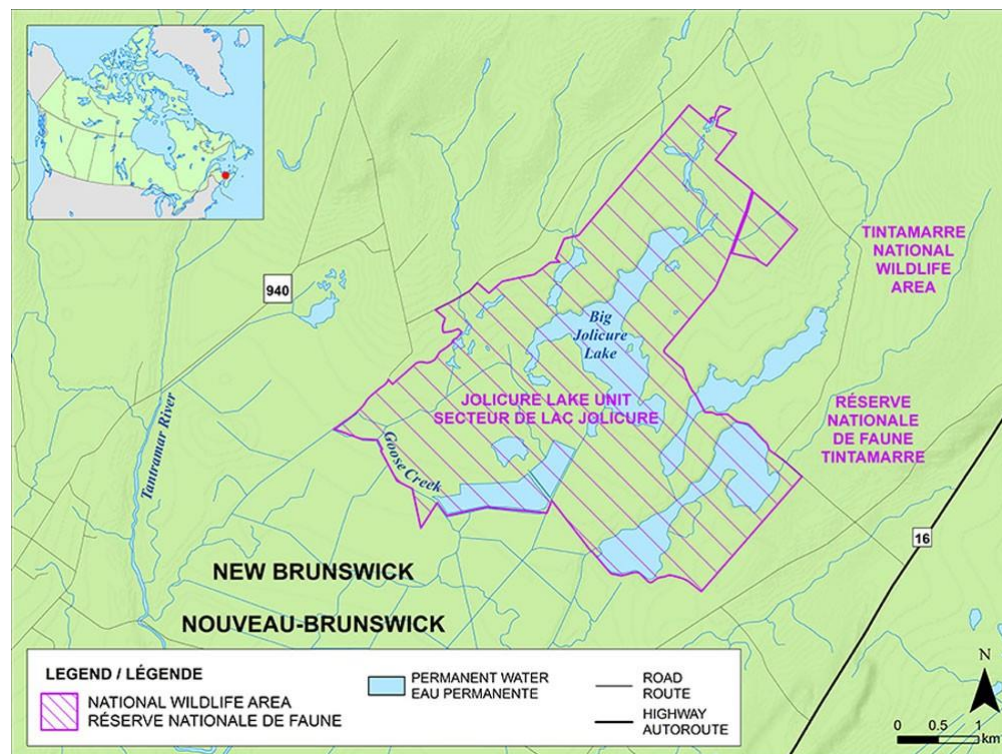 940
TINTAMARRE
NATIONAL
WILDLIFE
AREA
Big
Jolicure
Lake
JOLICURE LAKE UNIT
SECTEUR DE LAC JOLICURE
RÉSERVE
NATIONALE
DE FAUNE
TINTAMARRE
Tantramar River
Goose Creek
16
NEW BRUNSWICK
NOUVEAU-BRUNSWICK
LEGEND / LÉGENDE
NATIONAL WILDLIFE AREA
RÉSERVE NATIONALE DE FAUNE
PERMANENT WATER
EAU PERMANENTE
ROAD
ROUTE
HIGHWAY
AUTOROUTE
N
0 0.5 1
km